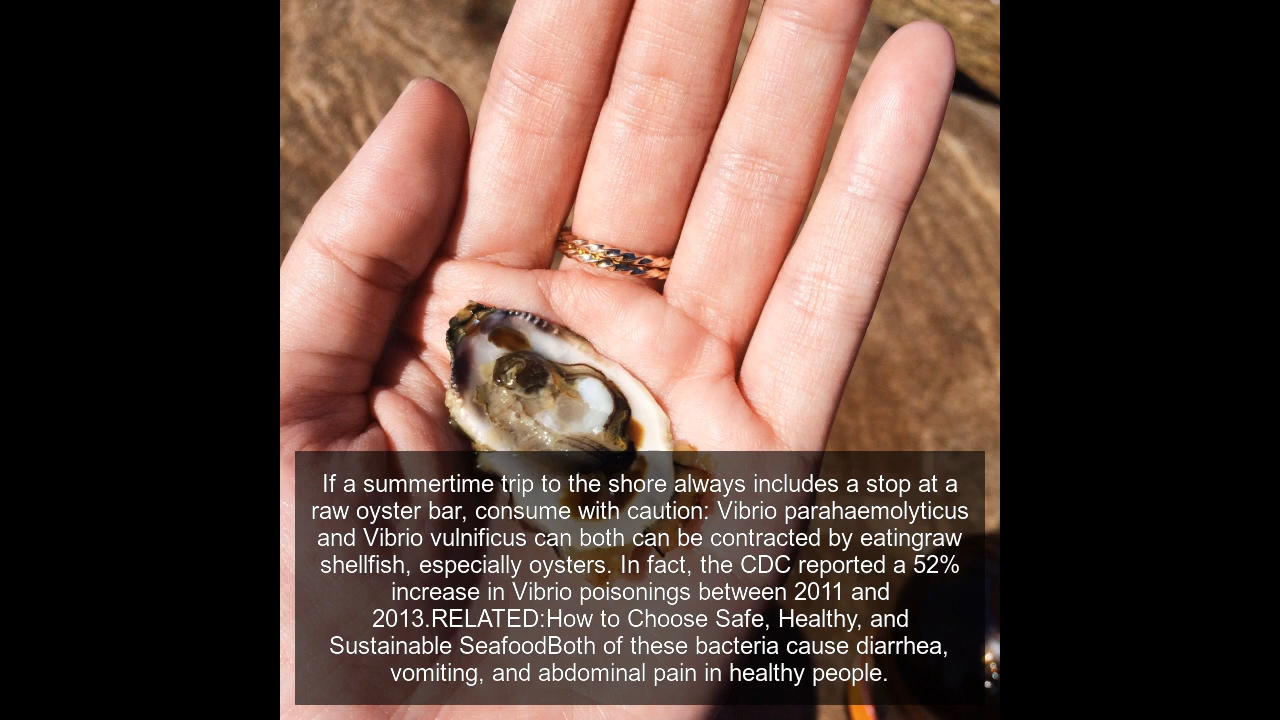 If a summertime trip to the shore always includes a stop at a
raw oyster bar, consume with caution: Vibrio parahaemolyticus
and Vibrio vulnificus can both can be contracted by eatingraw
shellfish, especially oysters. In fact, the CDC reported a 52%
increase in Vibrio poisonings between 2011 and
2013.RELATED:How to Choose Safe, Healthy, and
Sustainable SeafoodBoth of these bacteria cause diarrhea,
vomiting, and abdominal pain in healthy people.